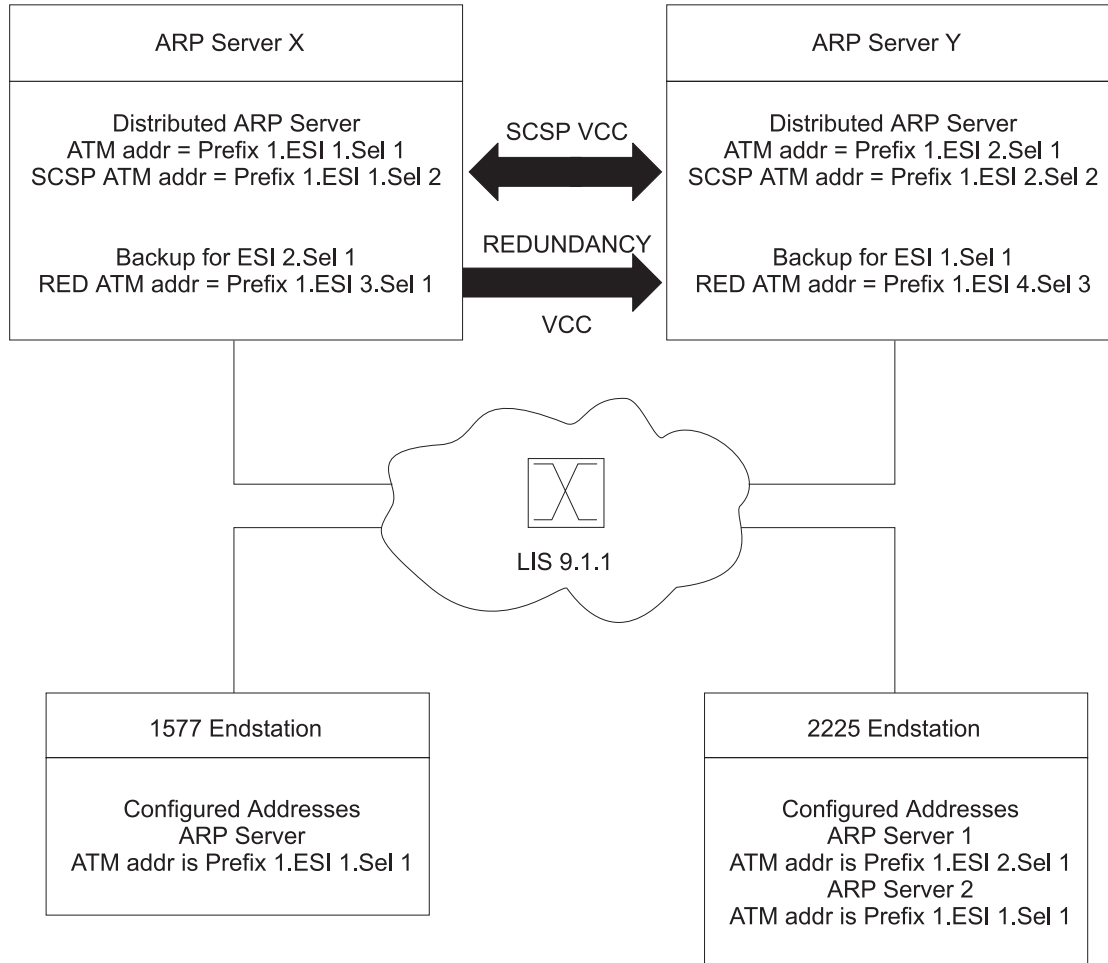 ARP Server X
Distributed ARP Server
ATM addr = Prefix 1.ESI 1.Sel 1
SCSP ATM addr = Prefix 1.ESI 1.Sel 2
Backup for ESI 2.Sel 1
RED ATM addr = Prefix 1.ESI 3.Sel 1
SCSP VCC
REDUNDANCY
VCC
ARP Server Y
Distributed ARP Server
ATM addr = Prefix 1.ESI 2.Sel 1
SCSP ATM addr = Prefix 1.ESI 2.Sel 2
Backup for ESI 1.Sel 1
RED ATM addr = Prefix 1.ESI 4.Sel 3
LIS 9.1.1
1577 Endstation
Configured Addresses
ARP Server
ATM addr is Prefix 1.ESI 1.Sel 1
2225 Endstation
Configured Addresses
ARP Server 1
ATM addr is Prefix 1.ESI 2.Sel 1
ARP Server 2
ATM addr is Prefix 1.ESI 1.Sel 1